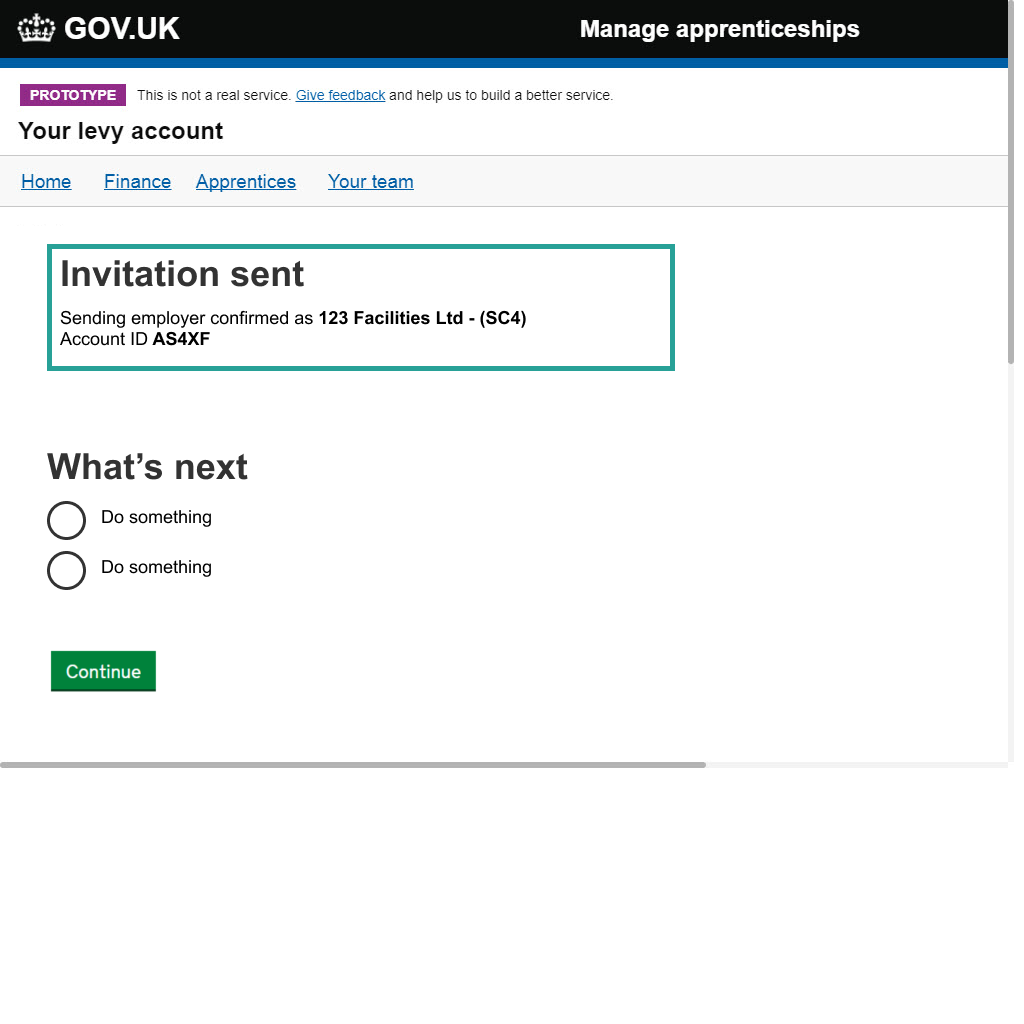 GOV.UK
Manage apprenticeships
PROTOTYPE This is not a real service. Give feedback and help us to build a better service.
Your levy account
Home Finance Apprentices Your team
Invitation sent
Sending employer confirmed as 123 Facilities Ltd - (SC4)
Account ID AS4XF
What’s next
Do something
Do something
Continue